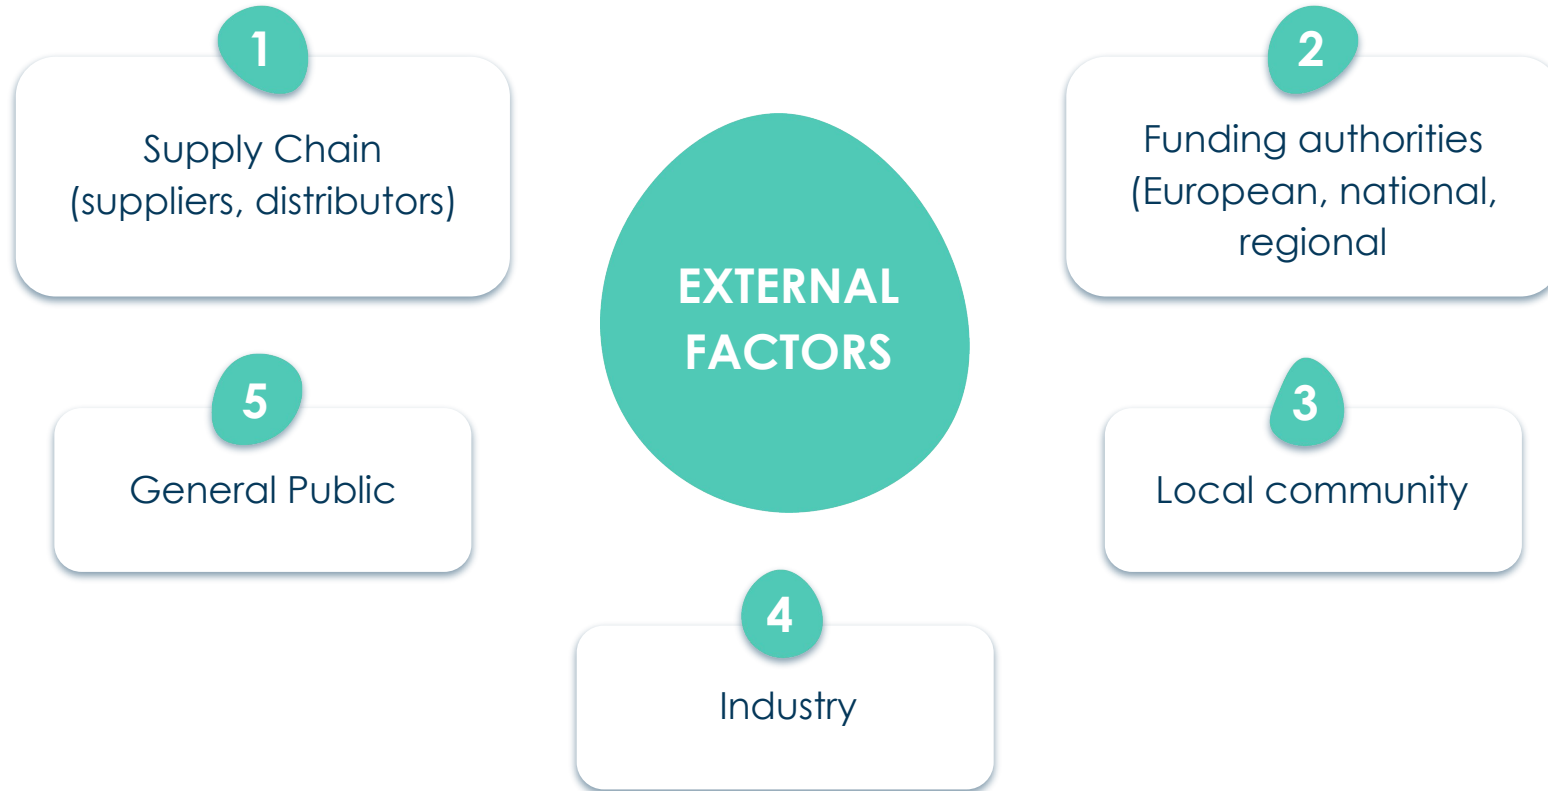 1
Supply Chain
(suppliers, distributors)
2
Funding authorities
(European, national,
regional
EXTERNAL
FACTORS
5
General Public
3
Local community
4
Industry